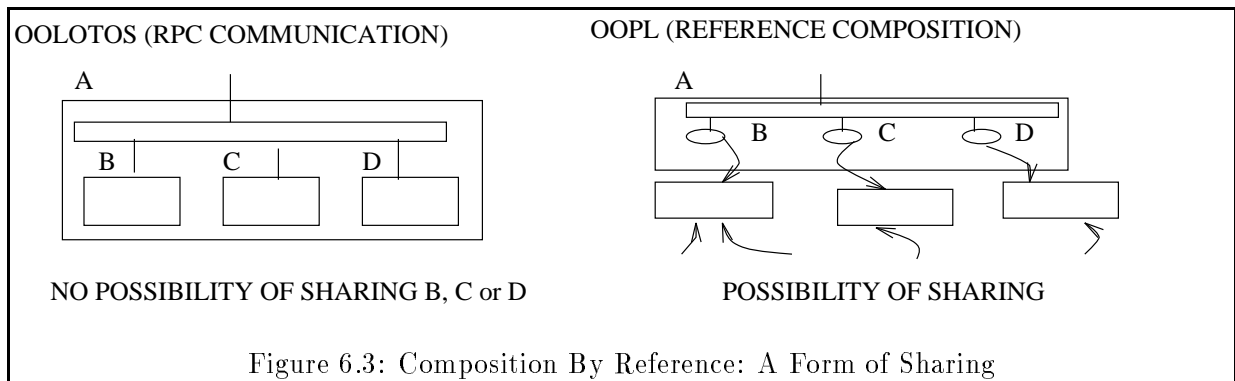 OOLOTOS (RPC COMMUNICATION)
OOPL (REFERENCE COMPOSITION)
A
B
C
D
A
B
C
D
NO POSSIBILITY OF SHARING B, C or D
POSSIBILITY OF SHARING
Figure 6.3: Composition By Reference: A Form of Sharing